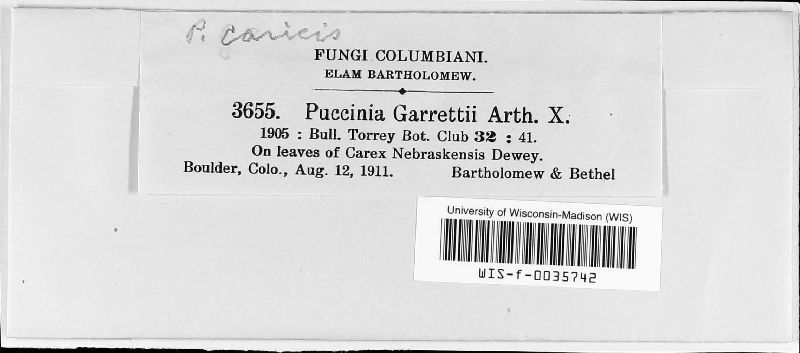 P. caricis
FUNGI COLUMBIANI.
ELAM BARTHOLOMEW.
3655. Puccinia Garrettii Arth. X.
1905 : Bull. Torrey Bot. Club 32 : 41.
On leaves of Carex Nebraskensis Dewey.
Boulder, Colo., Aug. 12, 1911. Bartholomew & Bethel
University of Wisconsin-Madison (WIS)
WIS-f-0035742